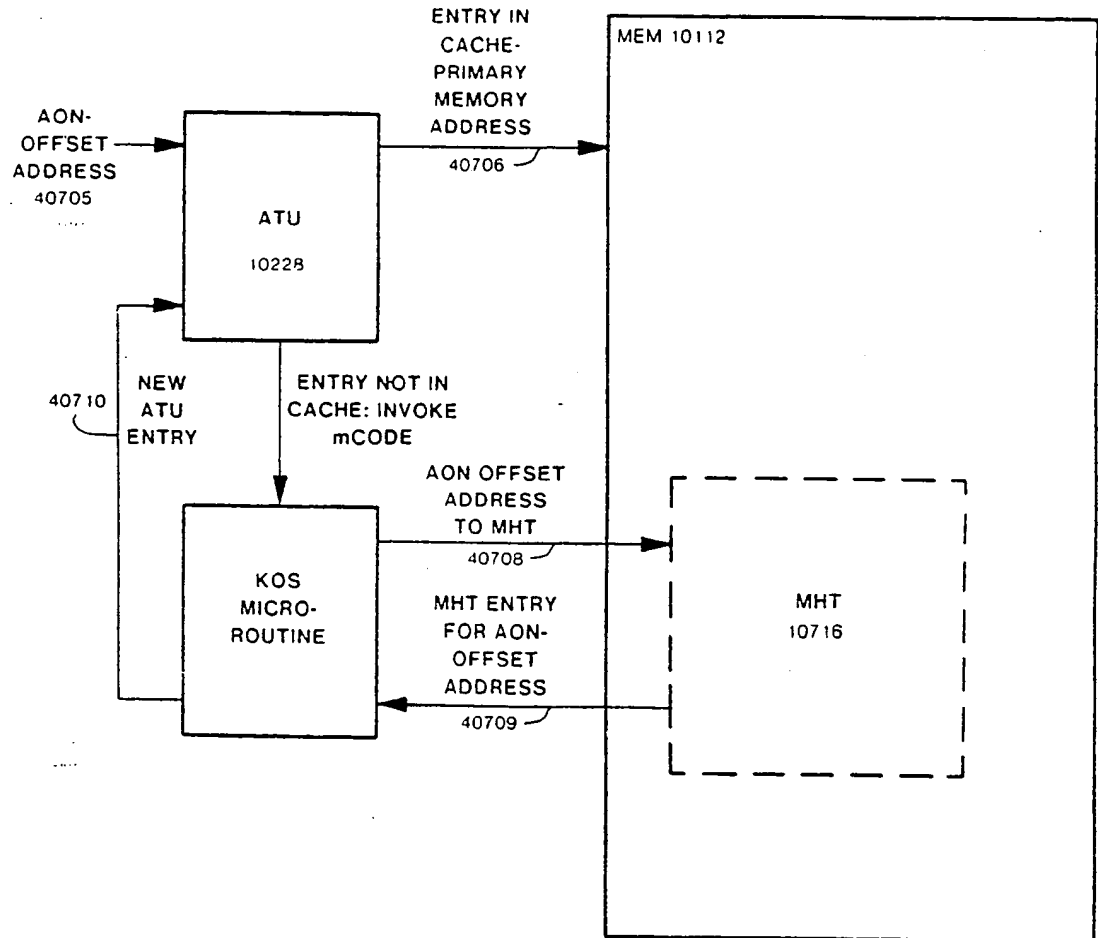 ENTRY IN
CACHE-
PRIMARY
MEMORY
ADDRESS
40706
MEM 10112
AON-
OFFSET
ADDRESS
40705
ATU
10228
40710
NEW
ATU
ENTRY
ENTRY NOT IN
CACHE: INVOKE
mCODE
AON OFFSET
ADDRESS
TO MHT
40708
KOS
MICRO-
ROUTINE
MHT ENTRY
FOR AON-
OFFSET
ADDRESS
40709
MHT
10716